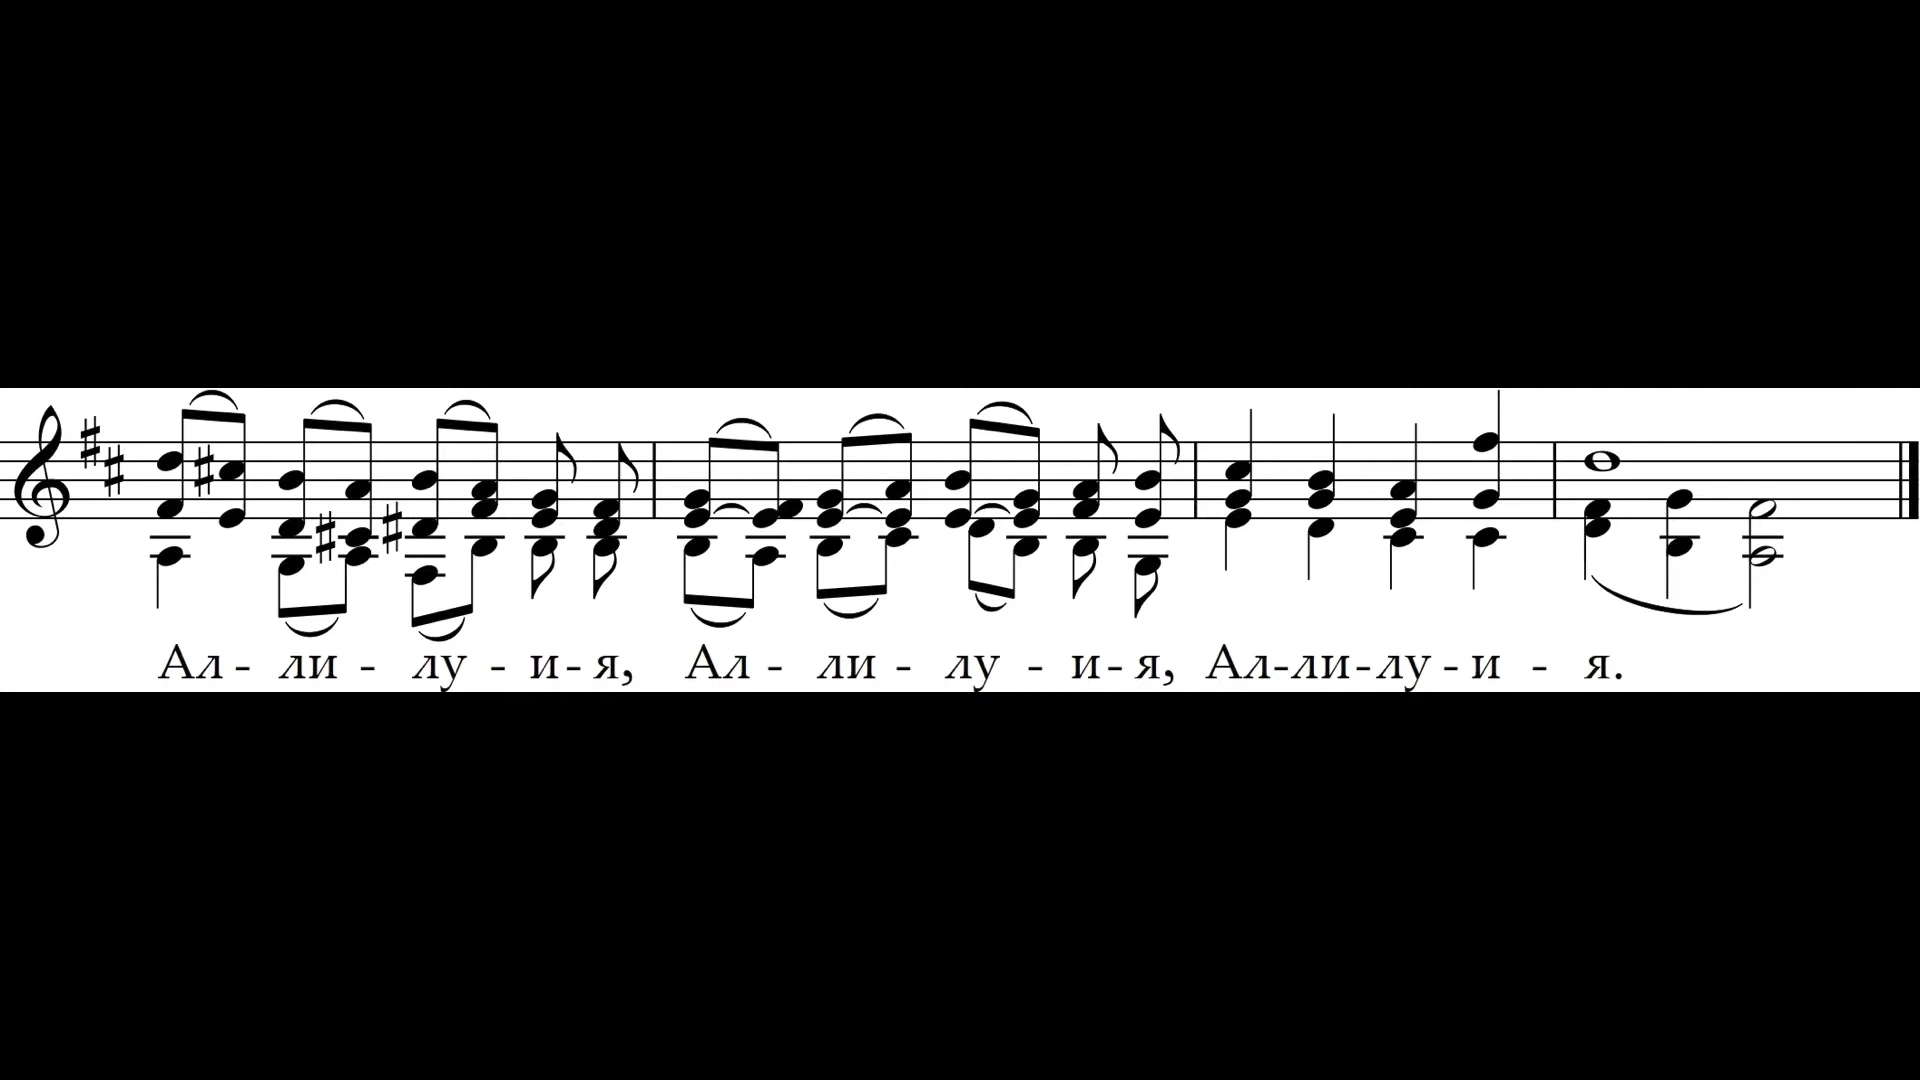 Ал - ли - лу - и - я, Ал - ли - лу - и - я, Ал - ли - лу - и - я.